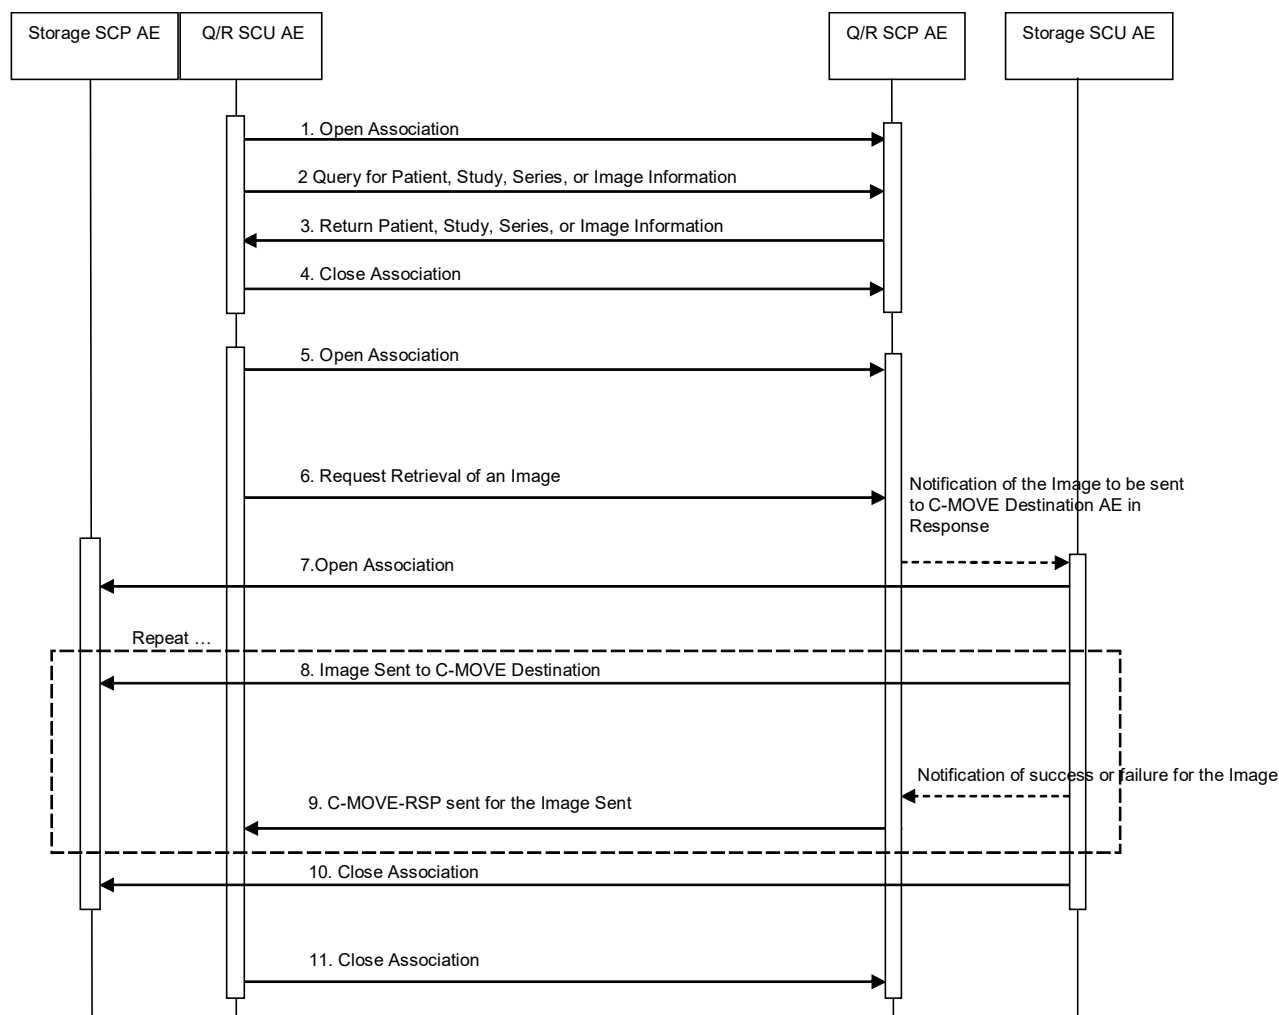 Storage SCP AE
Q/R SCU AE
Q/R SCP AE
Storage SCU AE
1. Open Association
2 Query for Patient, Study, Series, or Image Information
3. Return Patient, Study, Series, or Image Information
4. Close Association
5. Open Association
6. Request Retrieval of an Image
Notification of the Image to be sent
to C-MOVE Destination AE in
Response
7.Open Association
Repeat …
8. Image Sent to C-MOVE Destination
Notification of success or failure for the Image
9. C-MOVE-RSP sent for the Image Sent
10. Close Association
11. Close Association